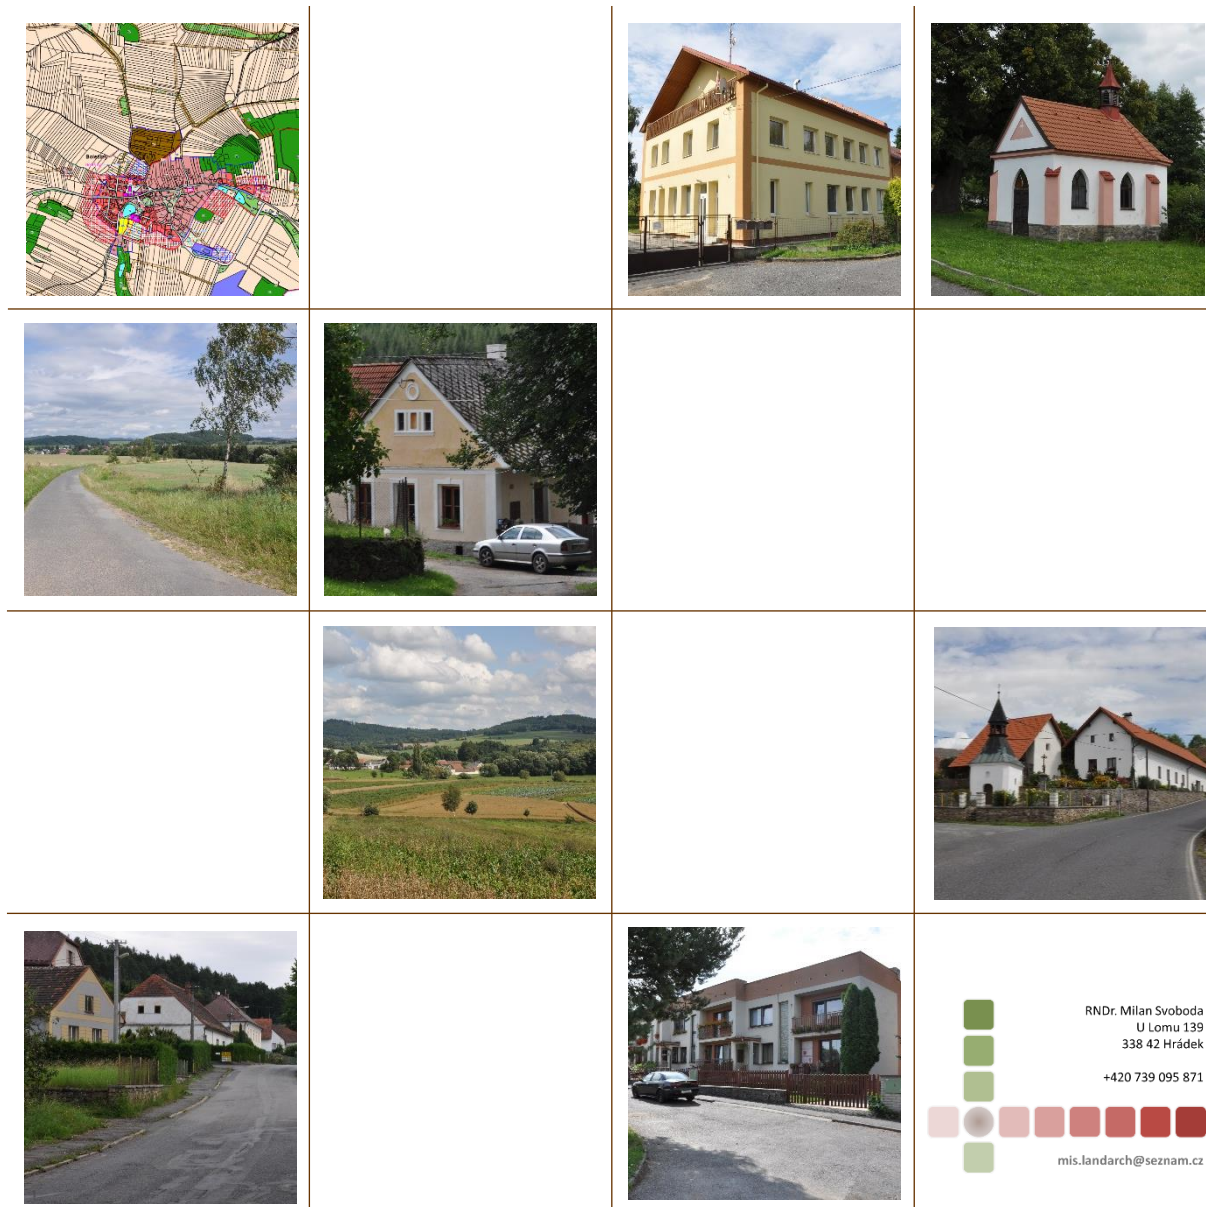 RNDr. Milan Svoboda
U Lomu 139
338 42 Hrádek
+420 739 095 871
mis.landarch@seznam.cz